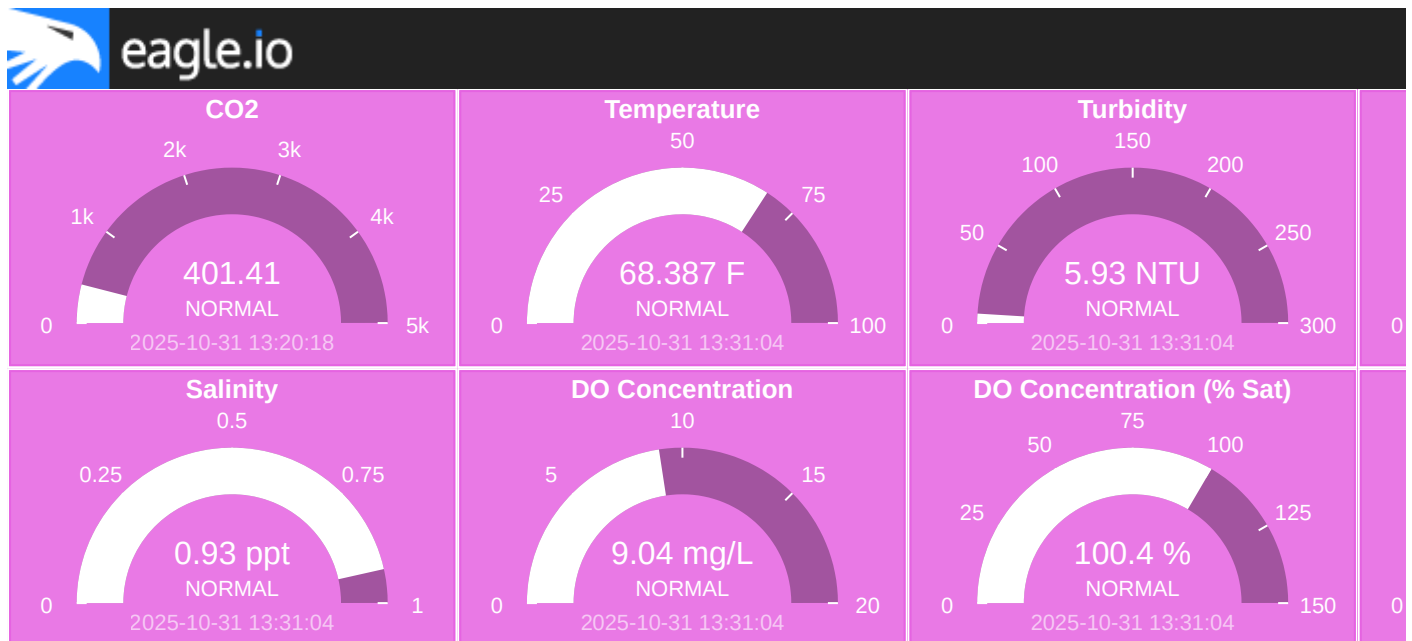 eagle.io
CO2
2k
3k
1k
4k
401.41
NORMAL
0
5k
2025-10-31 13:20:18
Temperature
50
25
75
68.387 F
NORMAL
0
100
2025-10-31 13:31:04
Turbidity
150
100
200
50
250
5.93 NTU
NORMAL
0
300
2025-10-31 13:31:04
0
Salinity
0.5
0.25
0.75
0.93 ppt
NORMAL
0
1
2025-10-31 13:31:04
DO Concentration
10
5
15
9.04 mg/L
NORMAL
0
20
2025-10-31 13:31:04
DO Concentration (% Sat)
75
50
100
25
125
100.4 %
NORMAL
0
150
2025-10-31 13:31:04
0